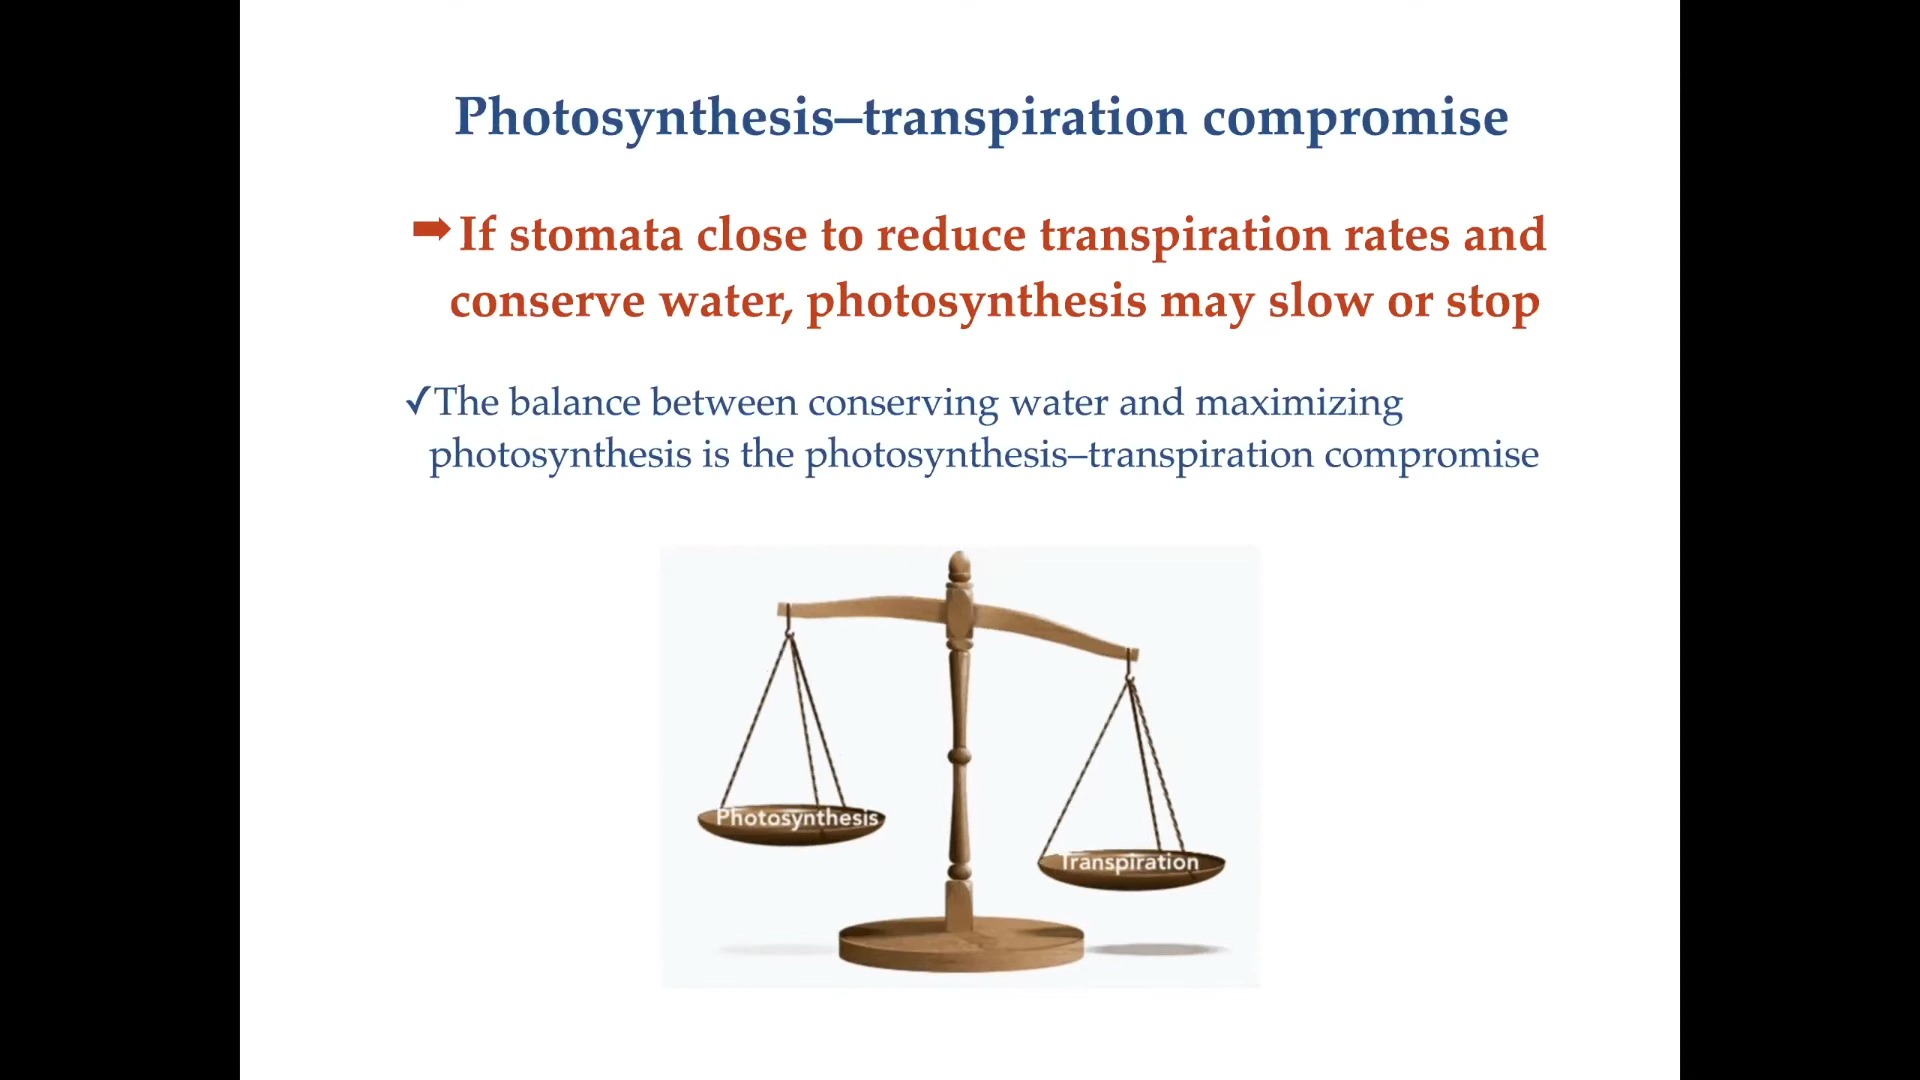 Photosynthesis–transpiration compromise
➡If stomata close to reduce transpiration rates and
conserve water, photosynthesis may slow or stop
✓The balance between conserving water and maximizing
photosynthesis is the photosynthesis–transpiration compromise
Photosynthesis
Transpiration